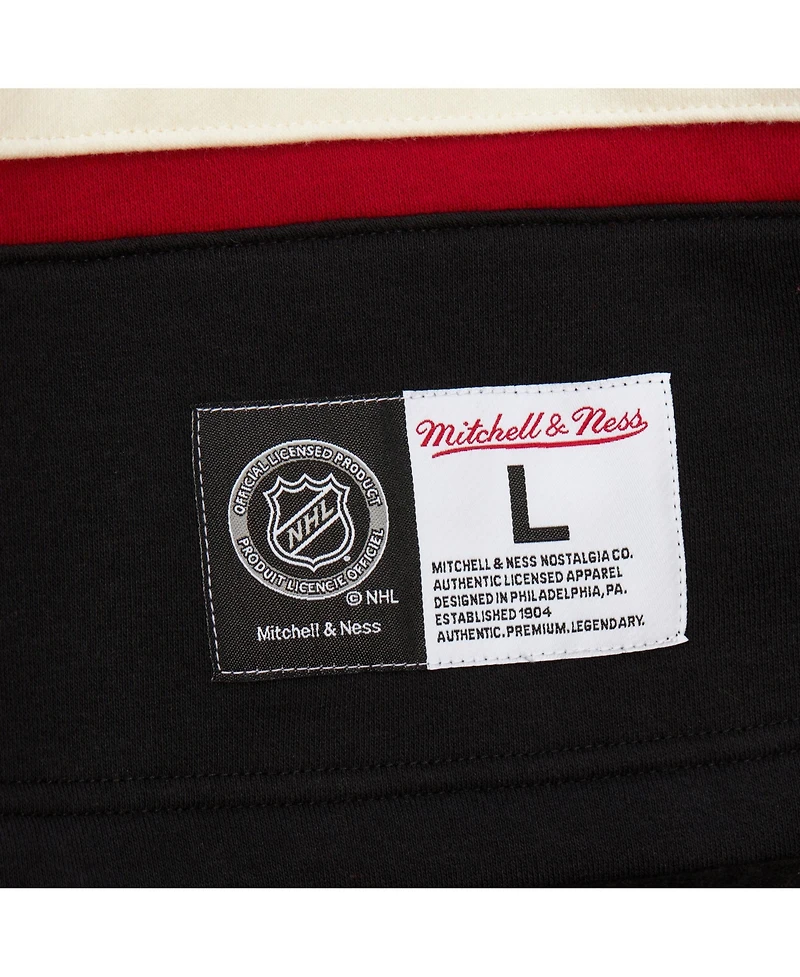 OFFICIAL LICENSED PRODUCT
NHL
PRODUIT LICENCIÉ OFFICIEL
© NHL
Mitchell & Ness
Mitchell & Ness
L
MITCHELL & NESS NOSTALGIA CO.
AUTHENTIC LICENSED APPAREL
DESIGNED IN PHILADELPHIA, PA.
ESTABLISHED 1904
AUTHENTIC. PREMIUM. LEGENDARY.